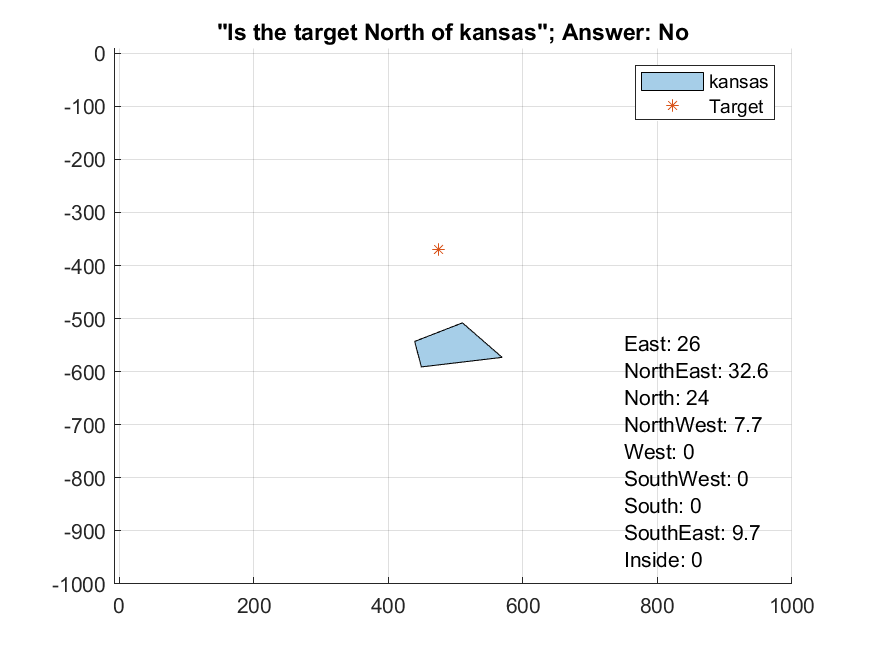 "Is the target North of kansas"; Answer: No
0
-100
-200
-300
-400
-500
-600
-700
-800
-900
-1000
kansas
Target
East: 26
NorthEast: 32.6
North: 24
NorthWest: 7.7
West: 0
SouthWest: 0
South: 0
SouthEast: 9.7
Inside: 0
0 200 400 600 800 1000